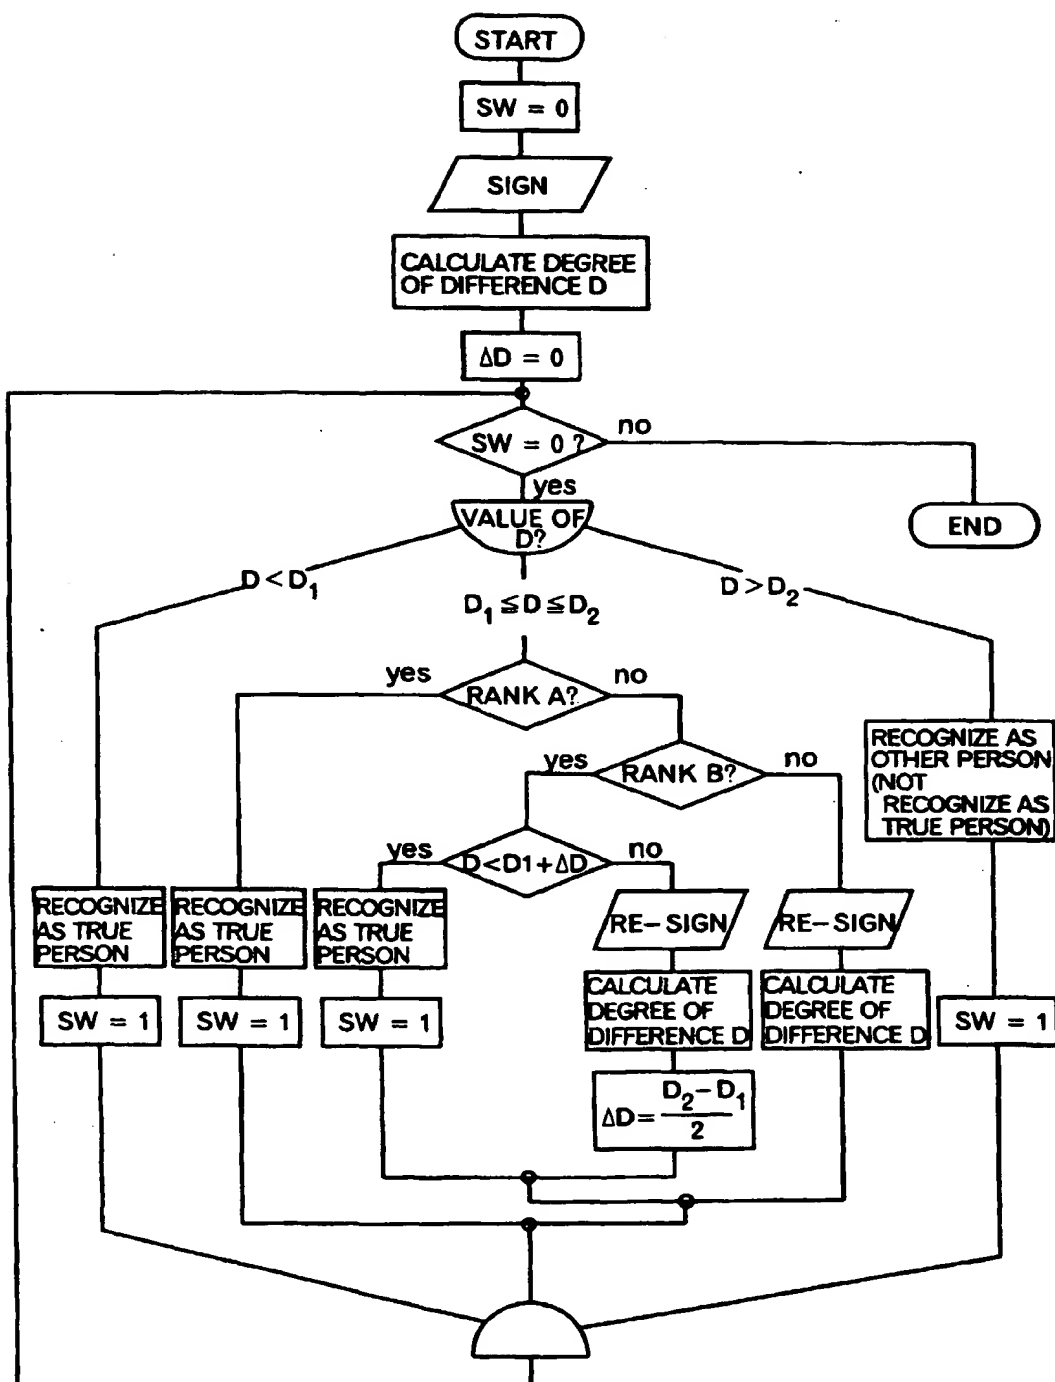 START
SW = 0
SIGN
CALCULATE DEGREE
OF DIFFERENCE D
ΔD = 0
SW = 0 ?
no
yes
END
VALUE OF
D?
D < D₁
D₁ ≦ D ≦ D₂
D > D₂
yes
RANK A?
no
yes
RANK B?
no
RECOGNIZE AS
OTHER PERSON
(NOT
RECOGNIZE AS
TRUE PERSON)
yes
D < D1 + ΔD
no
RECOGNIZE
AS TRUE
PERSON
RECOGNIZE
AS TRUE
PERSON
RECOGNIZE
AS TRUE
PERSON
RE-SIGN
RE-SIGN
CALCULATE
DEGREE OF
DIFFERENCE D
CALCULATE
DEGREE OF
DIFFERENCE D
SW = 1
SW = 1
SW = 1
SW = 1
D₂ − D₁
ΔD =
2